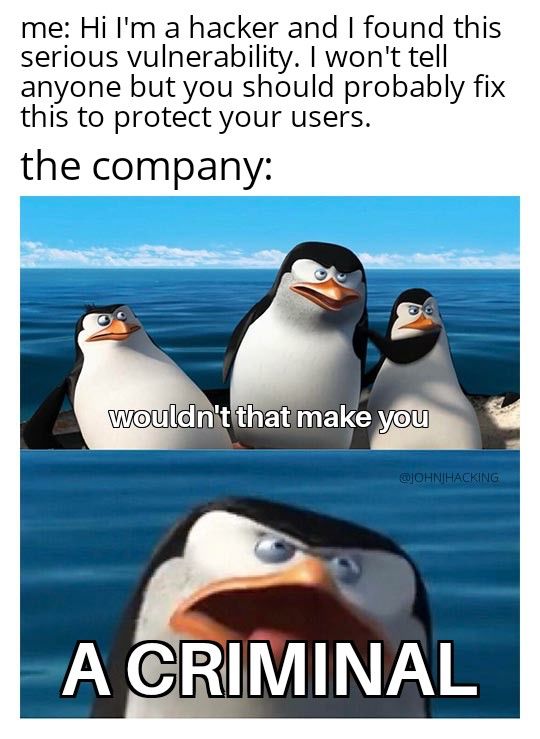 me: Hi I'm a hacker and I found this
serious vulnerability. I won't tell
anyone but you should probably fix
this to protect your users.
the company:
wouldn't that make you
@JOHNJHACKING
A CRIMINAL